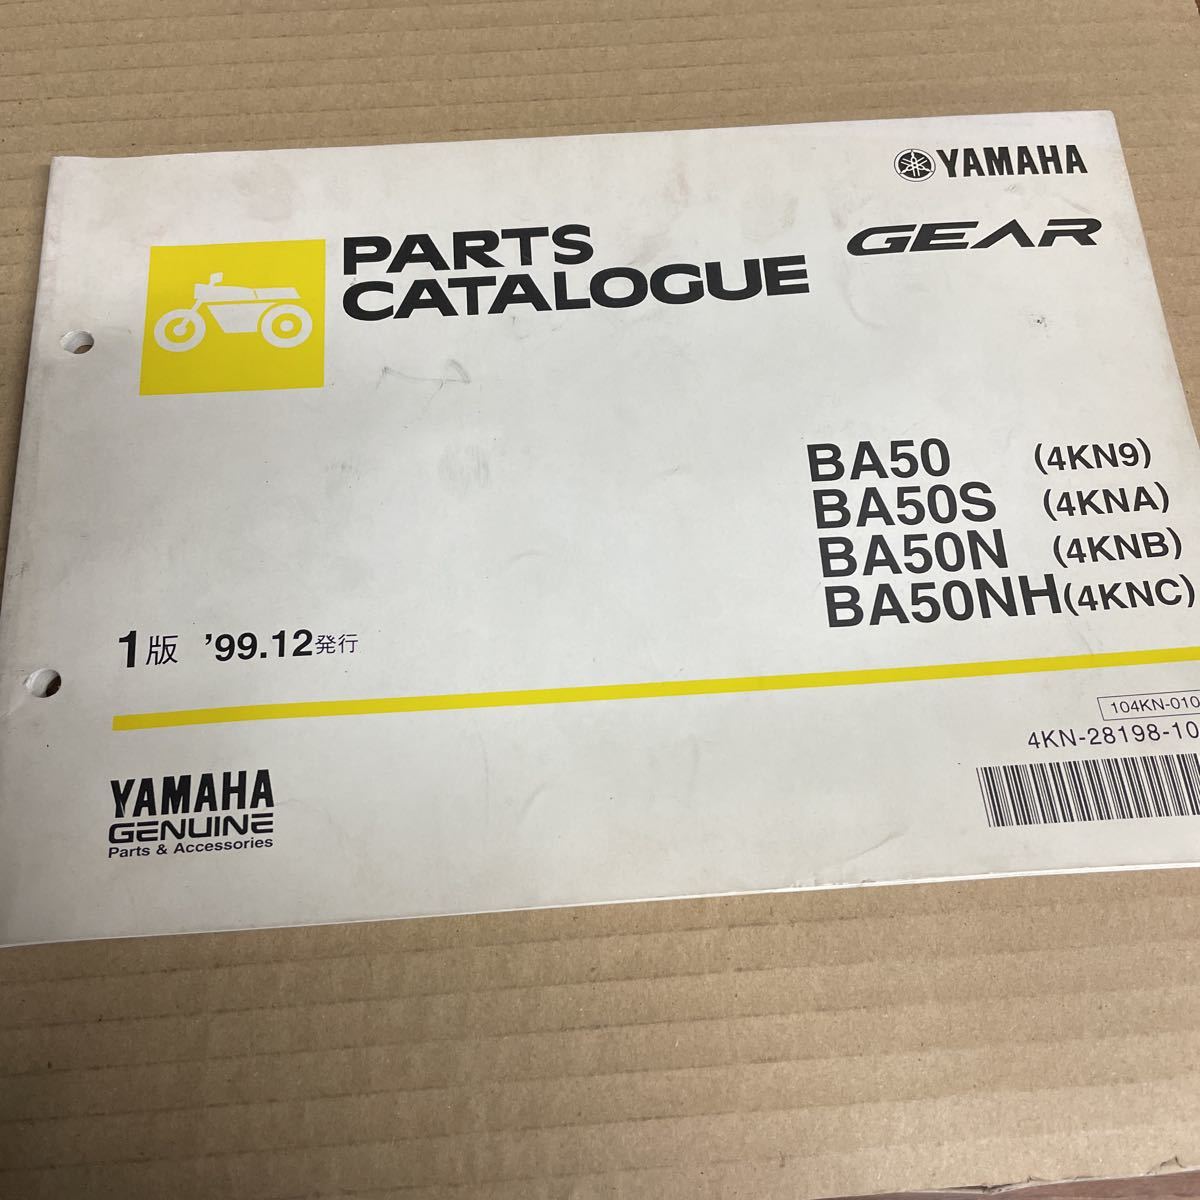 YAMAHA
GEAR
PARTS
CATALOGUE
BA50 (4KN9)
BA50S (4KNA)
BA50N (4KNB)
BA50NH(4KNC)
1版 '99.12発行
104KN-010
4KN-28198-10
YAMAHA
GENUINE
Parts & Accessories